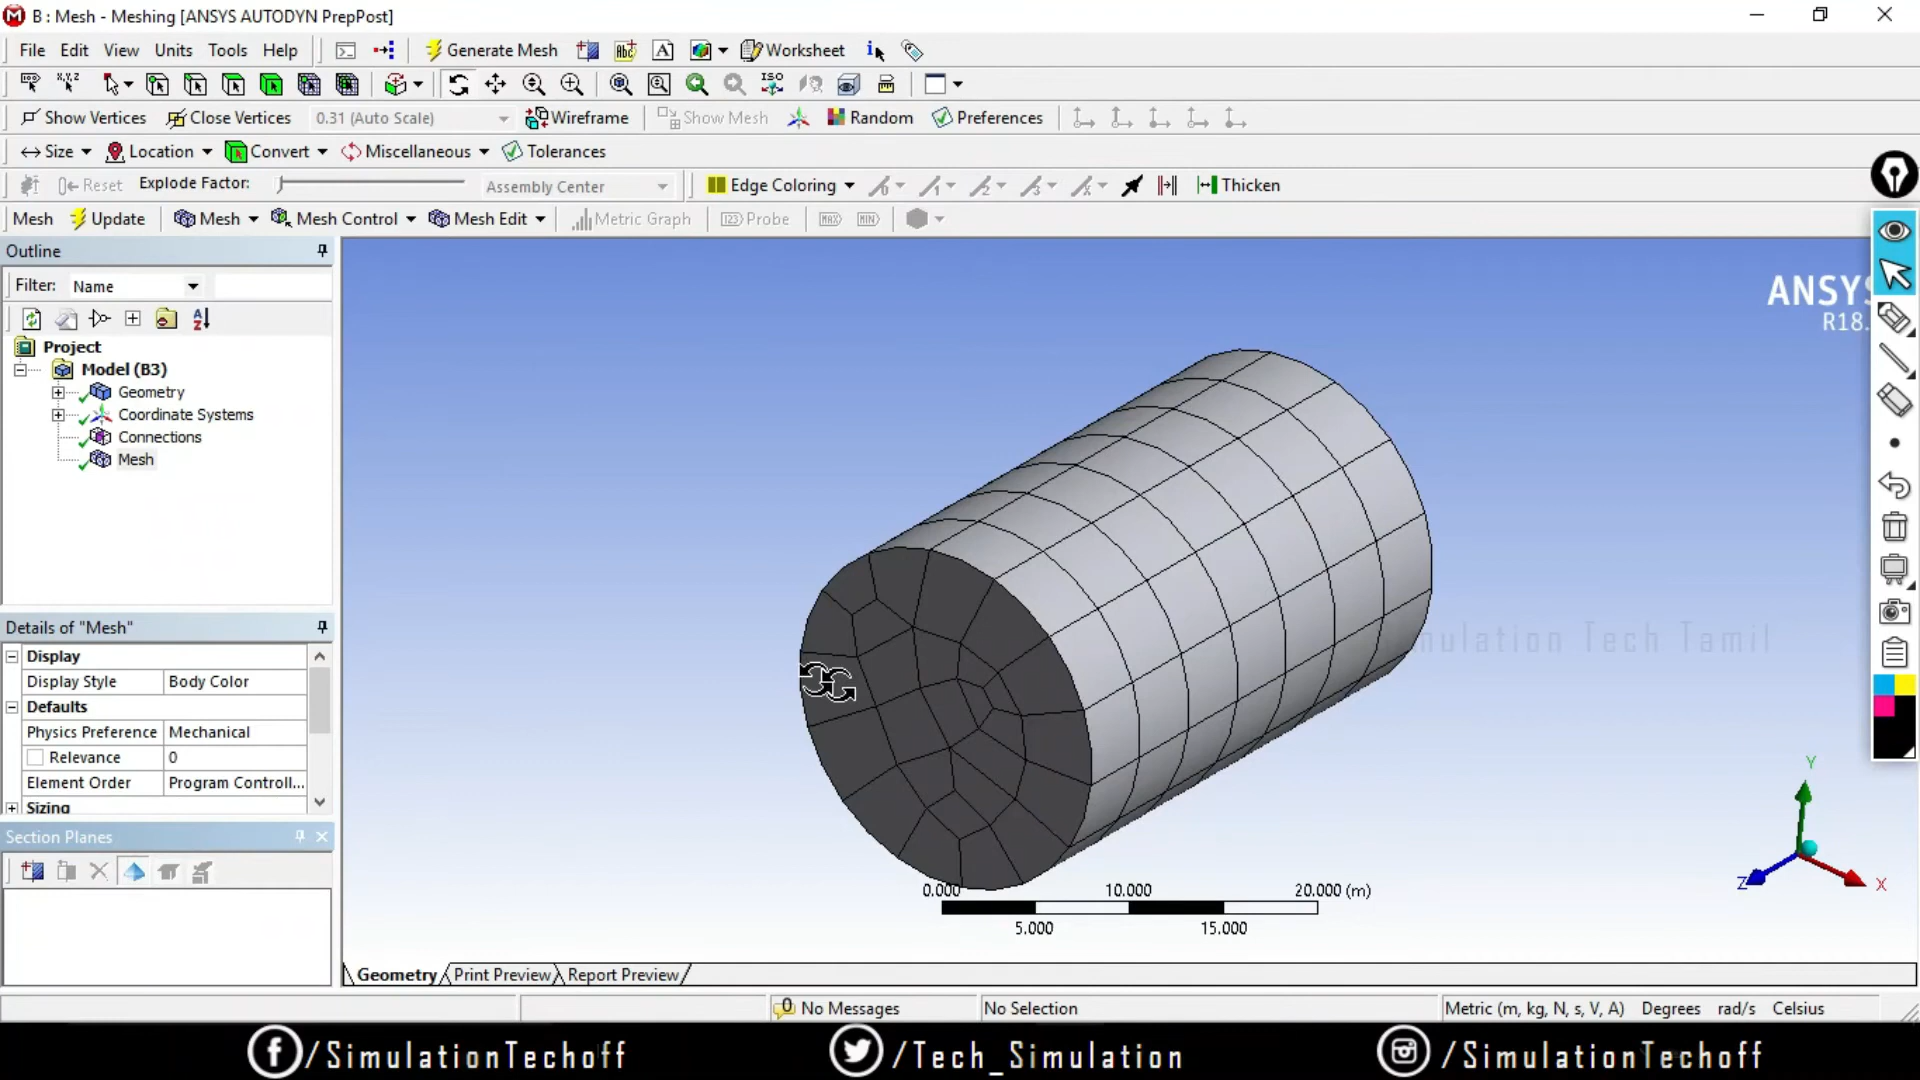 B : Mesh - Meshing [ANSYS AUTODYN PrepPost]
File Edit View Units Tools Help Generate Mesh Worksheet
ISO
Show Vertices Close Vertices 0.31 (Auto Scale) Wireframe Show Mesh Random Preferences
Size Location Convert Miscellaneous Tolerances
Reset Explode Factor: Assembly Center Edge Coloring Thicken
Mesh Update Mesh Mesh Control Mesh Edit Metric Graph Probe MAX MIN
Outline
Filter: Name
Project
Model (B3)
Geometry
Coordinate Systems
Connections
Mesh
Details of "Mesh"
Display
Display Style Body Color
Defaults
Physics Preference Mechanical
Relevance 0
Element Order Program Controll...
Sizing
Section Planes
ANSYS
R18.
mulation Tech Tamil
Y
Z
X
0.000 10.000 20.000 (m)
5.000 15.000
Geometry Print Preview Report Preview
No Messages No Selection Metric (m, kg, N, s, V, A) Degrees rad/s Celsius
/SimulationTechoff /Tech_Simulation /SimulationTechoff